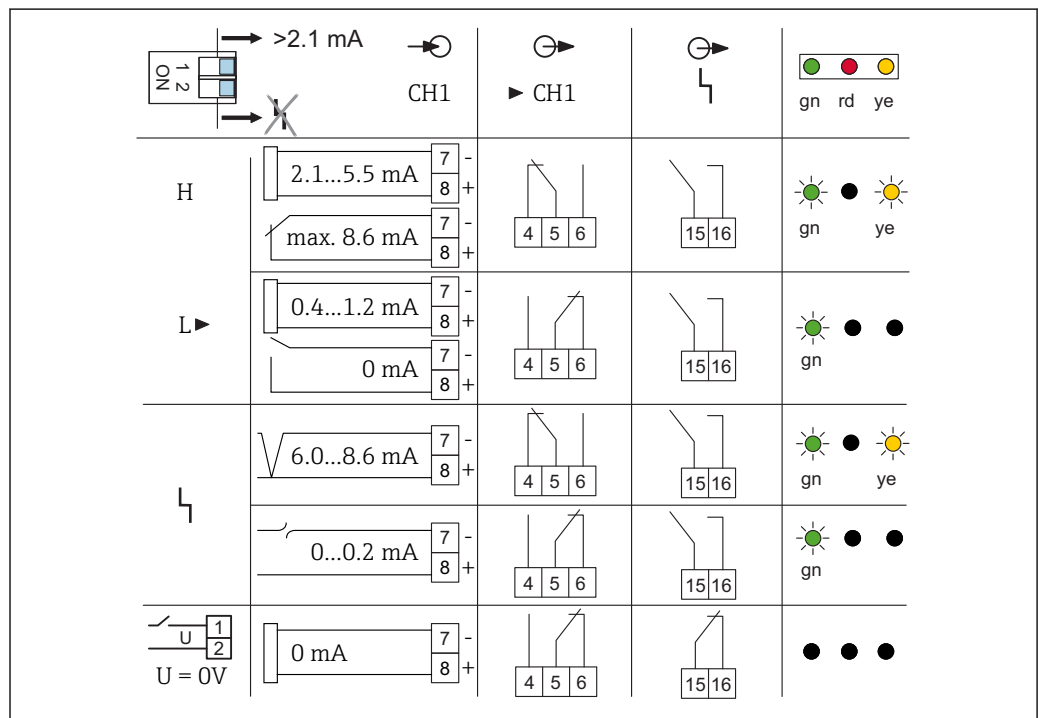 >2.1 mA
1 2
ON
CH1
► CH1
gn rd ye
H
2.1...5.5 mA 7 -
8 +
max. 8.6 mA 7 -
8 +
4 5 6
15 16
gn ye
L►
0.4...1.2 mA 7 -
8 +
0 mA 7 -
8 +
4 5 6
15 16
gn
6.0...8.6 mA 7 -
8 +
4 5 6
15 16
gn ye
0...0.2 mA 7 -
8 +
4 5 6
15 16
gn
U 1
2
U = 0V
0 mA 7 -
8 +
4 5 6
15 16